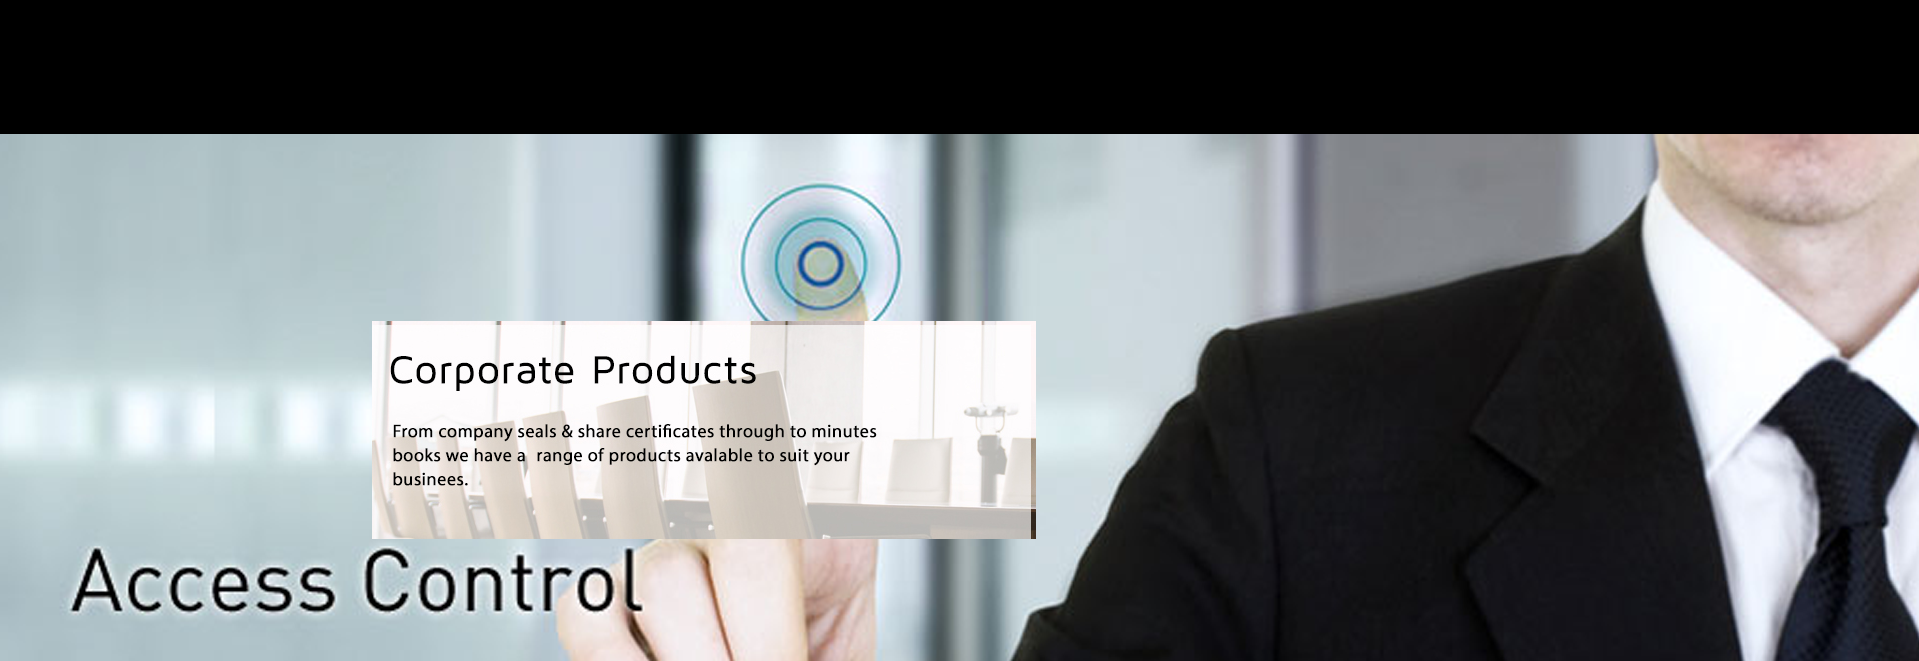 Corporate Products
From company seals & share certificates through to minutes
books we have a  range of products avalable to suit your
businees.
Access Control